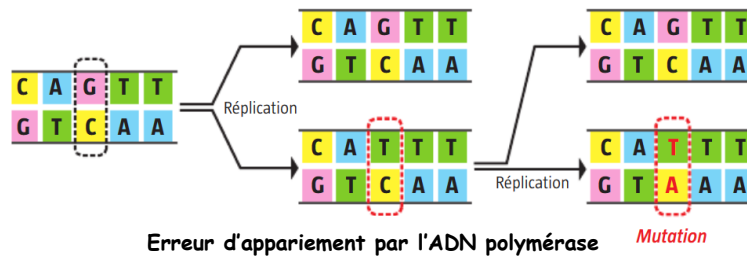 C A G T T
G T C A A
Réplication
C A G T T
G T C A A
C A T T T
G T C A A
Réplication
C A G T T
G T C A A
C A T T T
G T A A A
Erreur d'appariement par l'ADN polymérase
Mutation